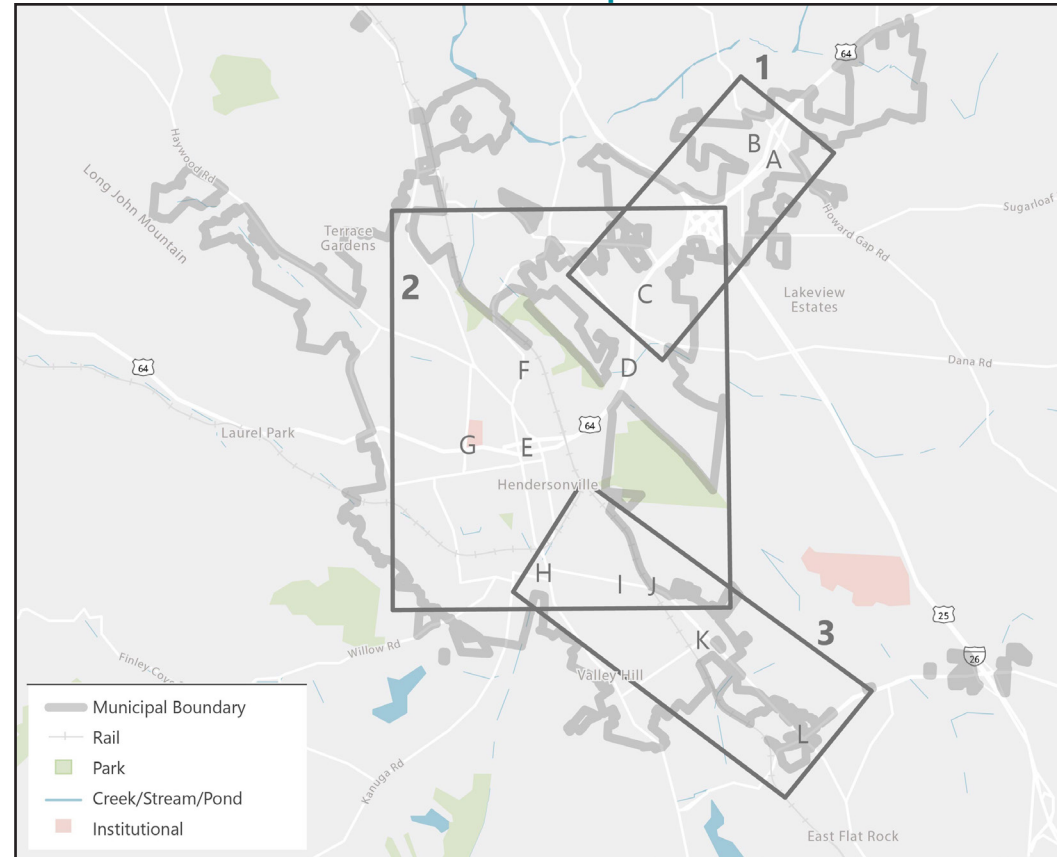 64
1
B
A
Haywood Rd
Long John Mountain
Terrace
Gardens
Sugarloaf
Howard Gap Rd
2
C
Lakeview
Estates
64
F
D
Dana Rd
64
Laurel Park
G
E
Hendersonville
H
I
J
25
3
K
26
Willow Rd
Valley Hill
Finley Cove
L
Kanuga Rd
East Flat Rock
Municipal Boundary
Rail
Park
Creek/Stream/Pond
Institutional